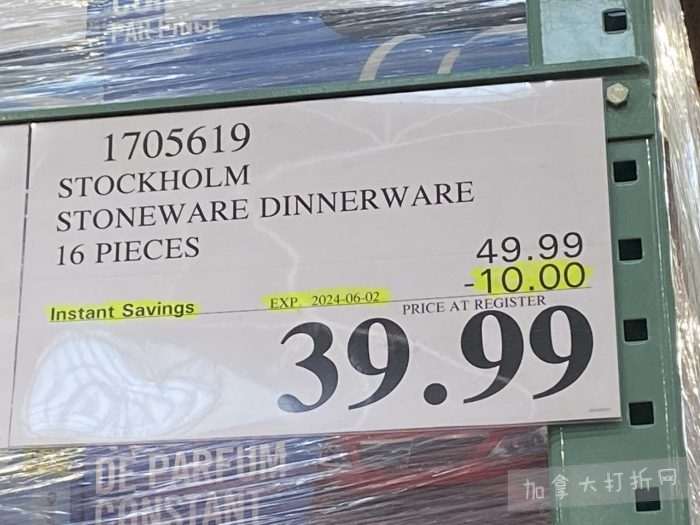 PARFUME
1705619
STOCKHOLM
STONEWARE DINNERWARE
16 PIECES
49.99
-10.00
Instant Savings
EXP. 2024-06-02
PRICE AT REGISTER
39.99
DE PARFUM
CONSTANT
加拿大打折网